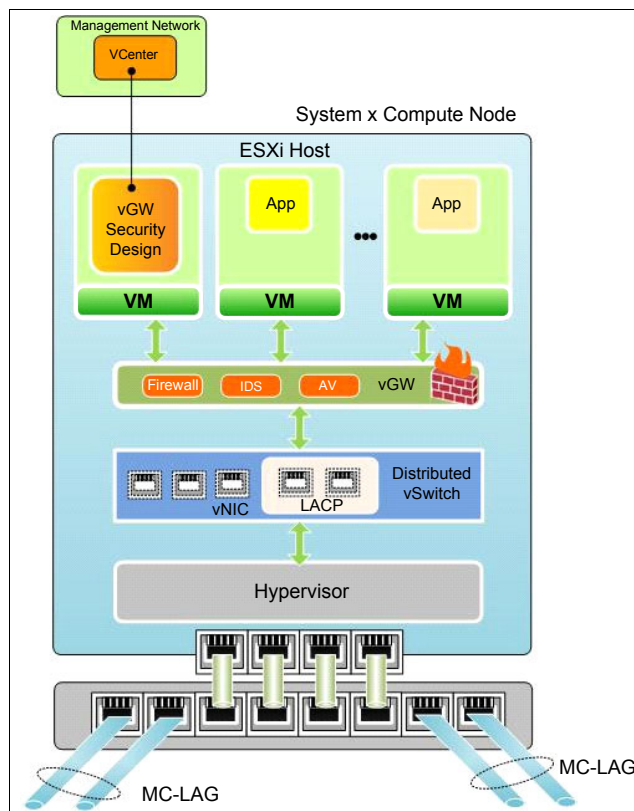 Management Network
VCenter
System x Compute Node
ESXi Host
vGW
Security
Design
App
App
VM
VM
VM
Firewall
IDS
AV
vGW
Distributed
vSwitch
vNIC
LACP
Hypervisor
MC-LAG
MC-LAG